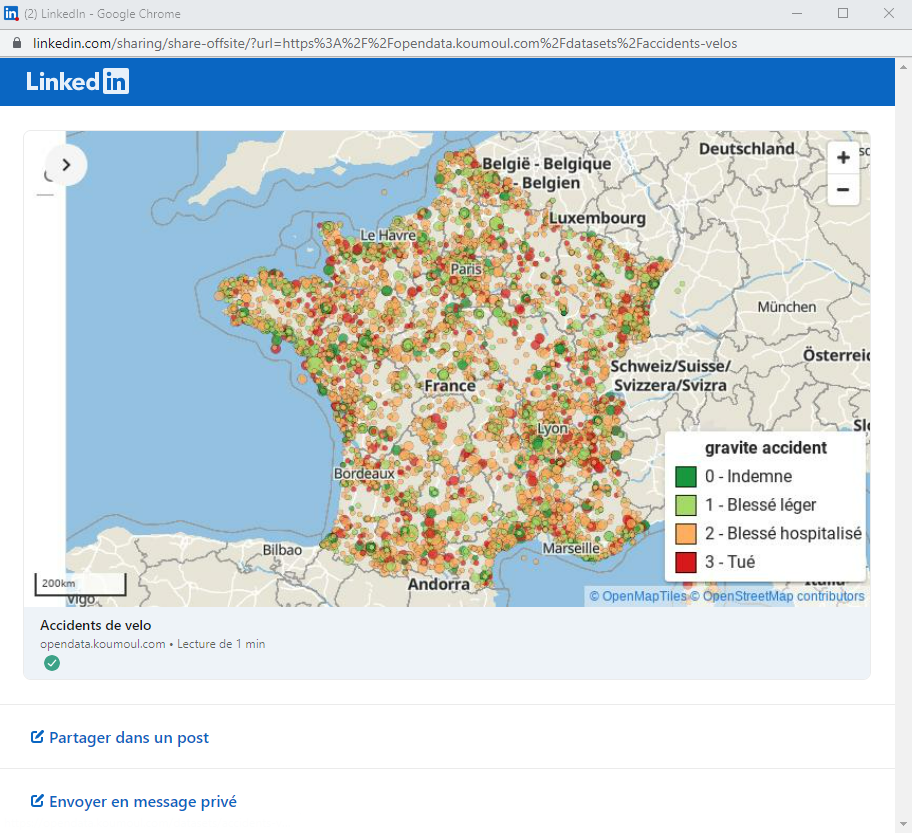 (2) LinkedIn - Google Chrome
linkedin.com/sharing/share-offsite/?url=https%3A%2F%2Fopendata.koumoul.com%2Fdatasets%2Faccidents-velos
Linked in
België - Belgique
- Belgien
Deutschland
Luxembourg
Le Havre
Paris
München
Schweiz/Suisse/
Svizzera/Svizra
France
Lyon
Bordeaux
Marseille
Bilbao
Andorra
Vigo
200km
+
−
gravite accident
0 - Indemne
1 - Blessé léger
2 - Blessé hospitalisé
3 - Tué
© OpenMapTiles © OpenStreetMap contributors
Accidents de velo
opendata.koumoul.com • Lecture de 1 min
Partager dans un post
Envoyer en message privé